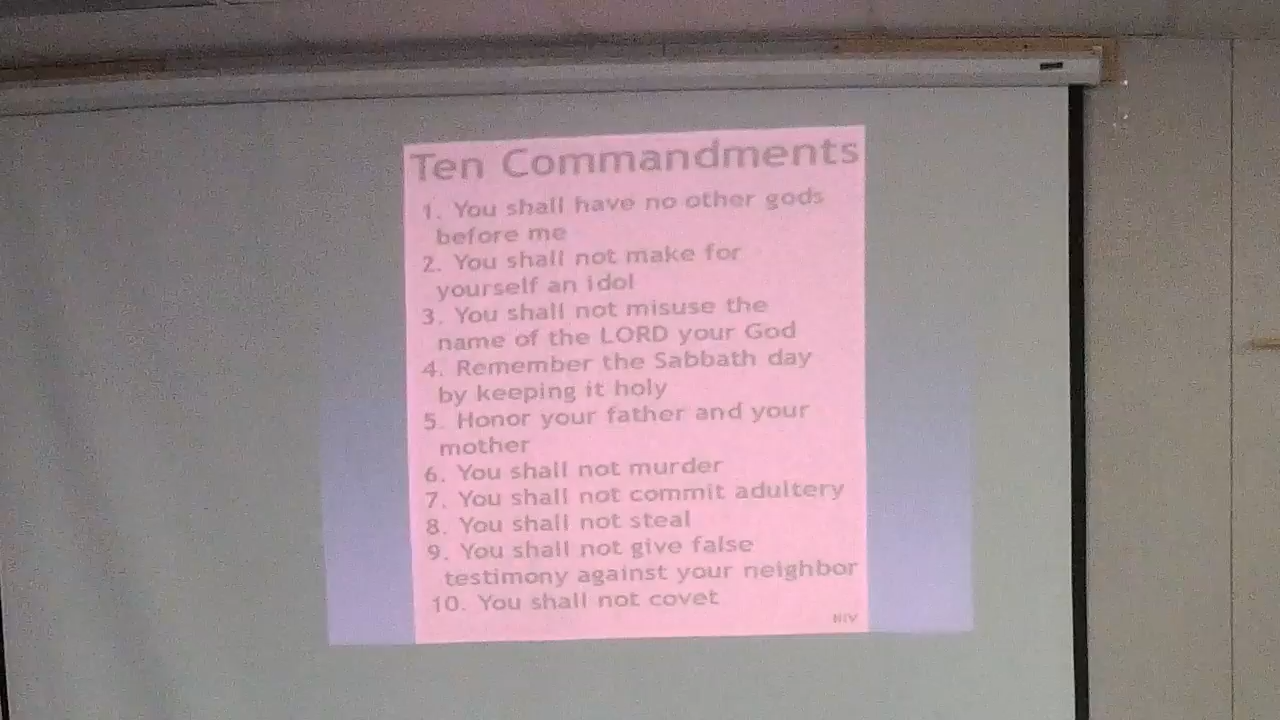 Ten Commandments
1. You shall have no other gods
before me
2. You shall not make for
yourself an idol
3. You shall not misuse the
name of the LORD your God
4. Remember the Sabbath day
by keeping it holy
5. Honor your father and your
mother
6. You shall not murder
7. You shall not commit adultery
8. You shall not steal
9. You shall not give false
testimony against your neighbor
10. You shall not covet
NIV